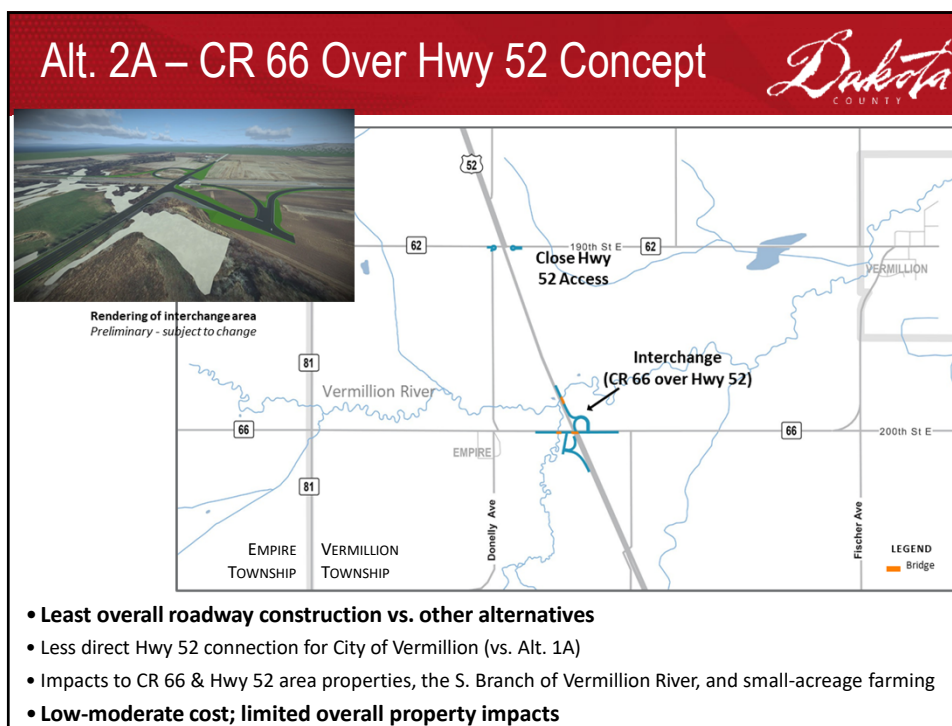 Alt. 2A – CR 66 Over Hwy 52 Concept
Dakota
COUNTY
52
62
190th St E
62
Close Hwy
52 Access
VERMILLION
Rendering of interchange area
Preliminary - subject to change
81
Interchange
(CR 66 over Hwy 52)
Vermillion River
66
66
200th St E
EMPIRE
81
Donelly Ave
Fischer Ave
EMPIRE
TOWNSHIP
VERMILLION
TOWNSHIP
LEGEND
Bridge
• Least overall roadway construction vs. other alternatives
• Less direct Hwy 52 connection for City of Vermillion (vs. Alt. 1A)
• Impacts to CR 66 & Hwy 52 area properties, the S. Branch of Vermillion River, and small-acreage farming
• Low-moderate cost; limited overall property impacts